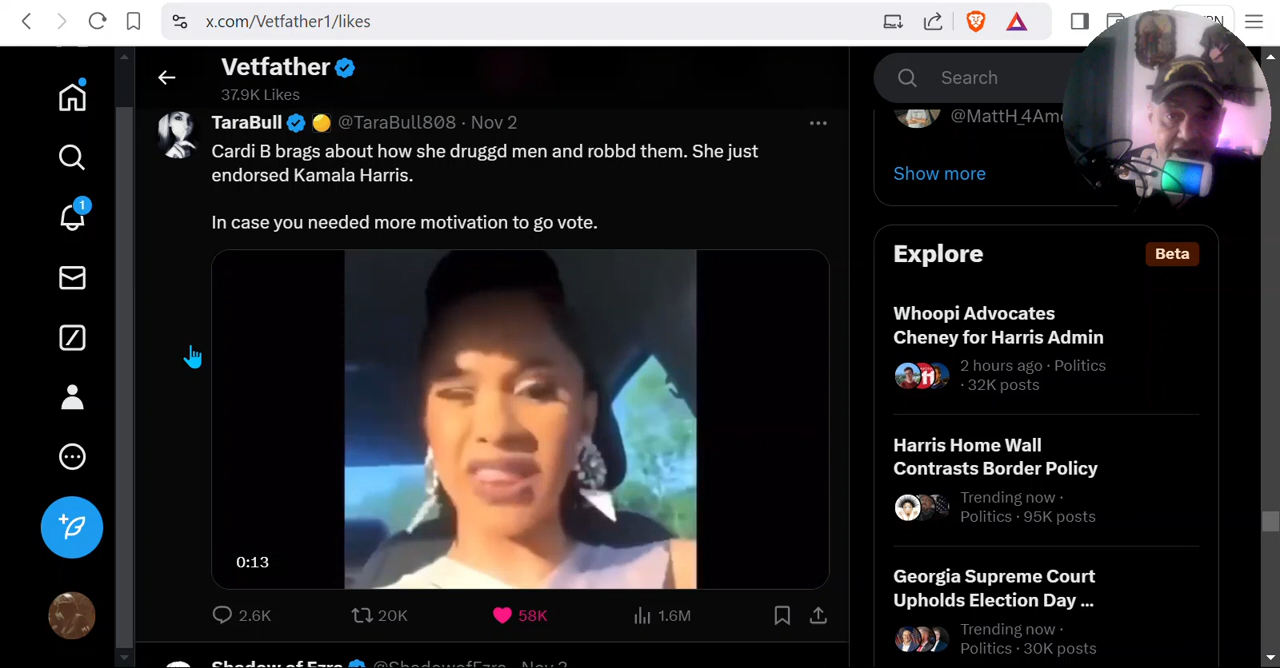 x.com/Vetfather1/likes
Vetfather
37.9K Likes
TaraBull @TaraBull808 · Nov 2
Cardi B brags about how she druggd men and robbd them. She just
endorsed Kamala Harris.
In case you needed more motivation to go vote.
0:13
2.6K 20K 58K 1.6M
Shadow of Ezra @ShadowofEzra · Nov 2
1
Search
@MattH_4Ame
Show more
Explore Beta
Whoopi Advocates
Cheney for Harris Admin
2 hours ago · Politics
· 32K posts
Harris Home Wall
Contrasts Border Policy
Trending now ·
Politics · 95K posts
Georgia Supreme Court
Upholds Election Day ...
Trending now ·
Politics · 30K posts